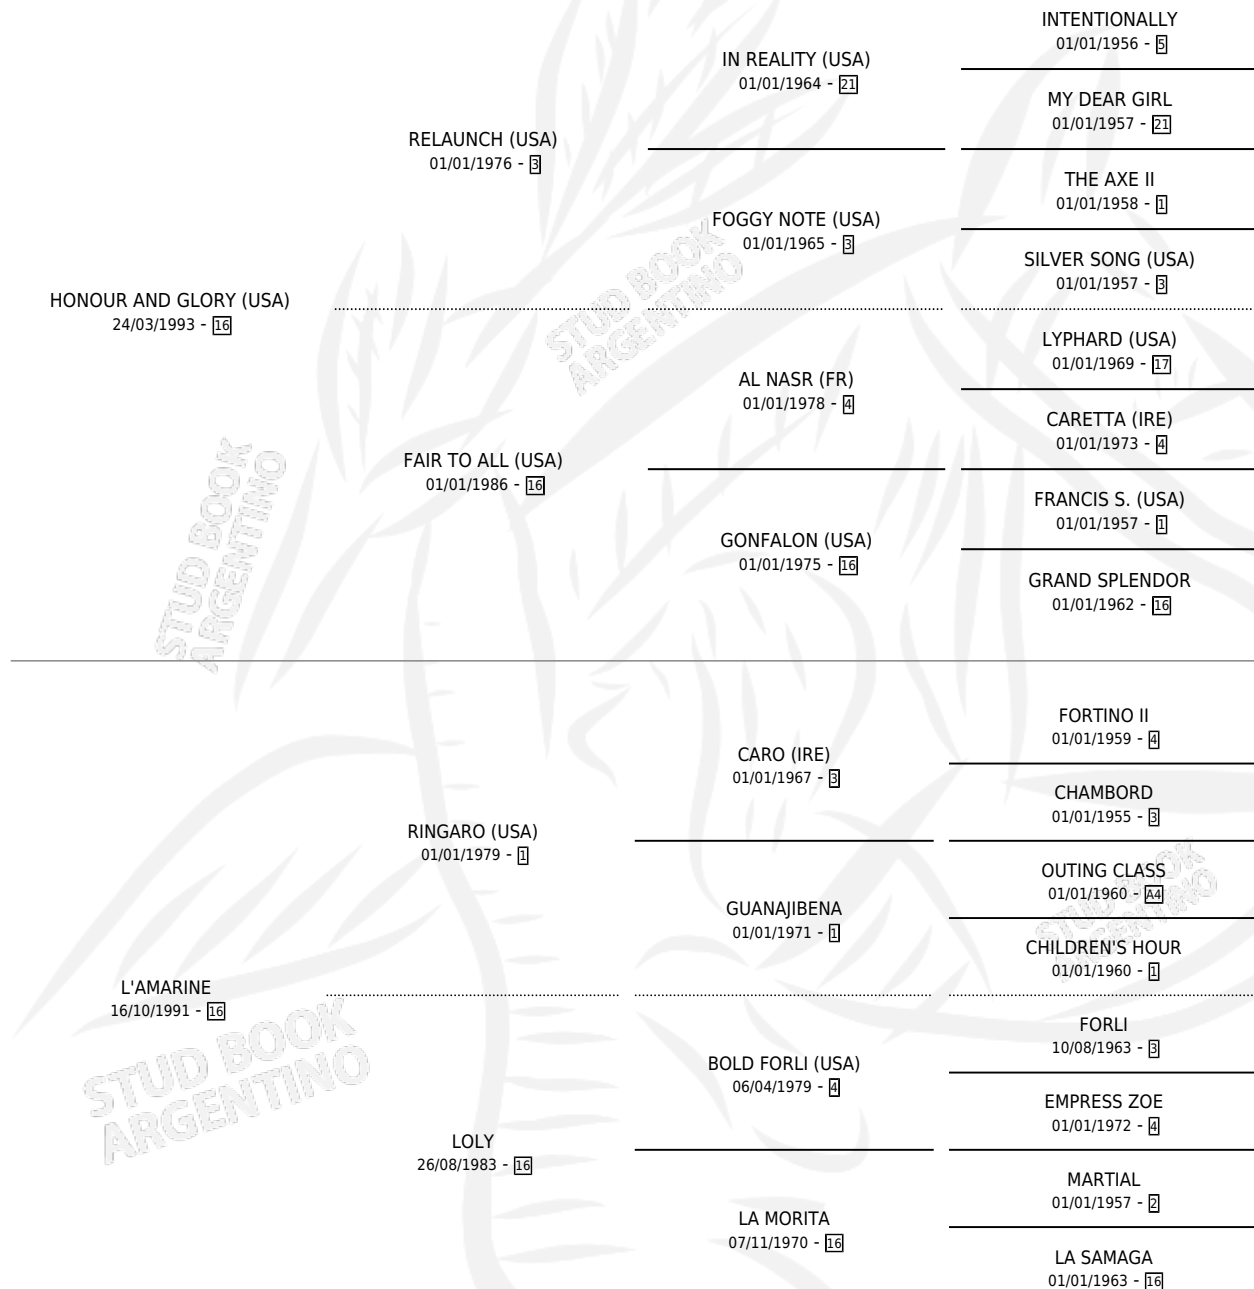 INTENTIONALLY
01/01/1956 - 5
IN REALITY (USA)
01/01/1964 - 21
MY DEAR GIRL
01/01/1957 - 21
RELAUNCH (USA)
01/01/1976 - 3
THE AXE II
01/01/1958 - 1
FOGGY NOTE (USA)
01/01/1965 - 3
SILVER SONG (USA)
01/01/1957 - 3
HONOUR AND GLORY (USA)
24/03/1993 - 16
LYPHARD (USA)
01/01/1969 - 17
AL NASR (FR)
01/01/1978 - 4
CARETTA (IRE)
01/01/1973 - 4
FAIR TO ALL (USA)
01/01/1986 - 16
FRANCIS S. (USA)
01/01/1957 - 1
GONFALON (USA)
01/01/1975 - 16
GRAND SPLENDOR
01/01/1962 - 16
FORTINO II
01/01/1959 - 4
CARO (IRE)
01/01/1967 - 3
CHAMBORD
01/01/1955 - 3
RINGARO (USA)
01/01/1979 - 1
OUTING CLASS
01/01/1960 - A4
GUANAJIBENA
01/01/1971 - 1
CHILDREN'S HOUR
01/01/1960 - 1
L'AMARINE
16/10/1991 - 16
FORLI
10/08/1963 - 3
BOLD FORLI (USA)
06/04/1979 - 4
EMPRESS ZOE
01/01/1972 - 4
LOLY
26/08/1983 - 16
MARTIAL
01/01/1957 - 2
LA MORITA
07/11/1970 - 16
LA SAMAGA
01/01/1963 - 16
STUD BOOK
ARGENTINO
STUD BOOK
ARGENTINO
STUD BOOK
ARGENTINO
STUD BOOK
ARGENTINO